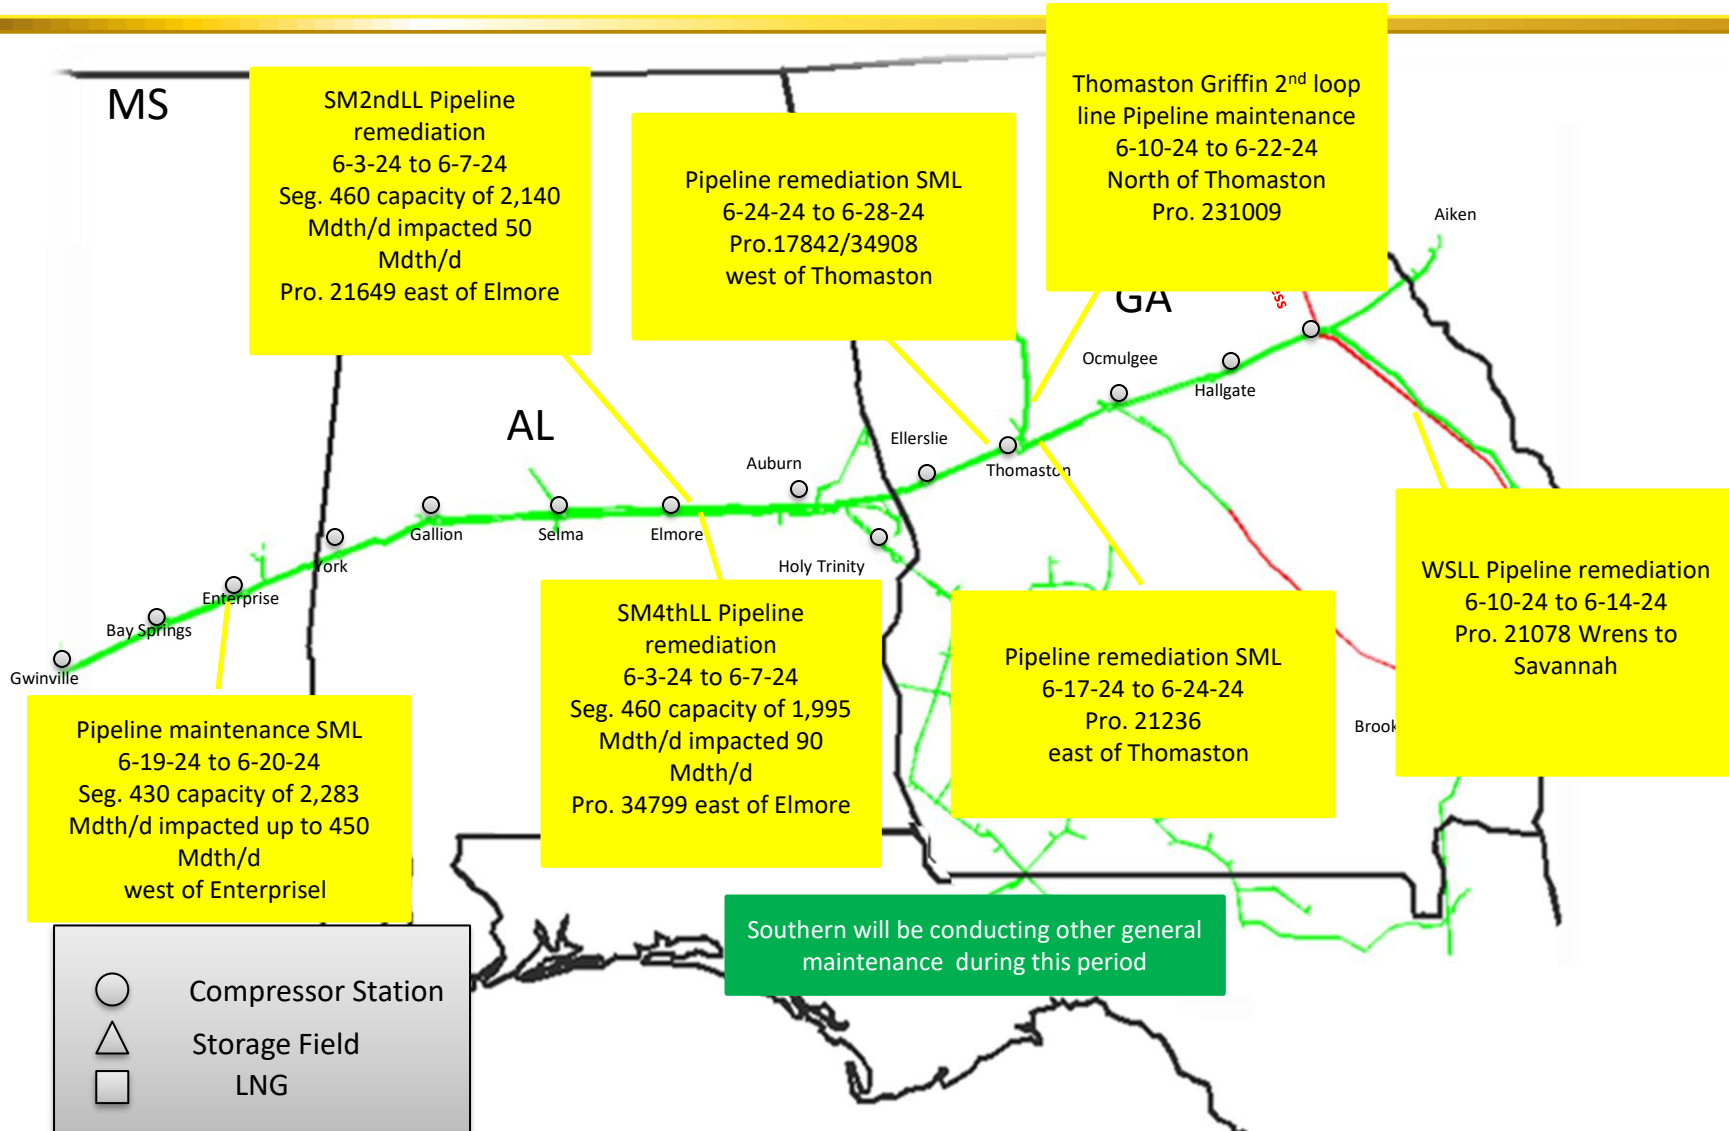 MS
SM2ndLL Pipeline
remediation
6-3-24 to 6-7-24
Seg. 460 capacity of 2,140
Mdth/d impacted 50
Mdth/d
Pro. 21649 east of Elmore
Pipeline remediation SML
6-24-24 to 6-28-24
Pro.17842/34908
west of Thomaston
Thomaston Griffin 2nd loop
line Pipeline maintenance
6-10-24 to 6-22-24
North of Thomaston
Pro. 231009
Aiken
GA
Ocmulgee
Hallgate
AL
Ellerslie
Auburn
Thomaston
Gallion
Selma
Elmore
York
Holy Trinity
Enterprise
Bay Springs
Gwinville
WSLL Pipeline remediation
6-10-24 to 6-14-24
Pro. 21078 Wrens to
Savannah
SM4thLL Pipeline
remediation
6-3-24 to 6-7-24
Seg. 460 capacity of 1,995
Mdth/d impacted 90
Mdth/d
Pro. 34799 east of Elmore
Pipeline remediation SML
6-17-24 to 6-24-24
Pro. 21236
east of Thomaston
Brook
Pipeline maintenance SML
6-19-24 to 6-20-24
Seg. 430 capacity of 2,283
Mdth/d impacted up to 450
Mdth/d
west of Enterprisel
Southern will be conducting other general
maintenance during this period
Compressor Station
Storage Field
LNG